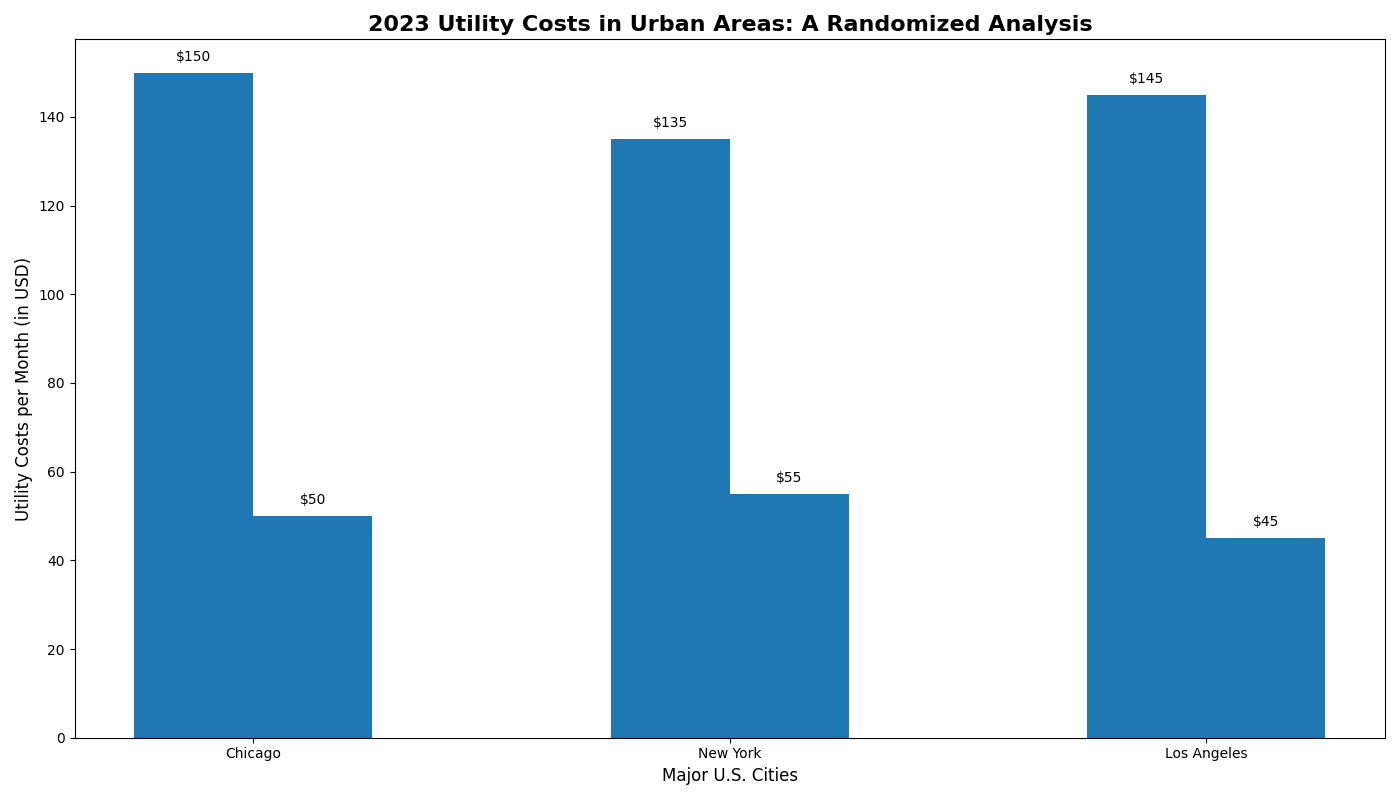 2023 Utility Costs in Urban Areas: A Randomized Analysis
Utility Costs per Month (in USD)
140
120
100
80
60
40
20
0
$150
$50
$135
$55
$145
$45
Chicago
New York
Los Angeles
Major U.S. Cities